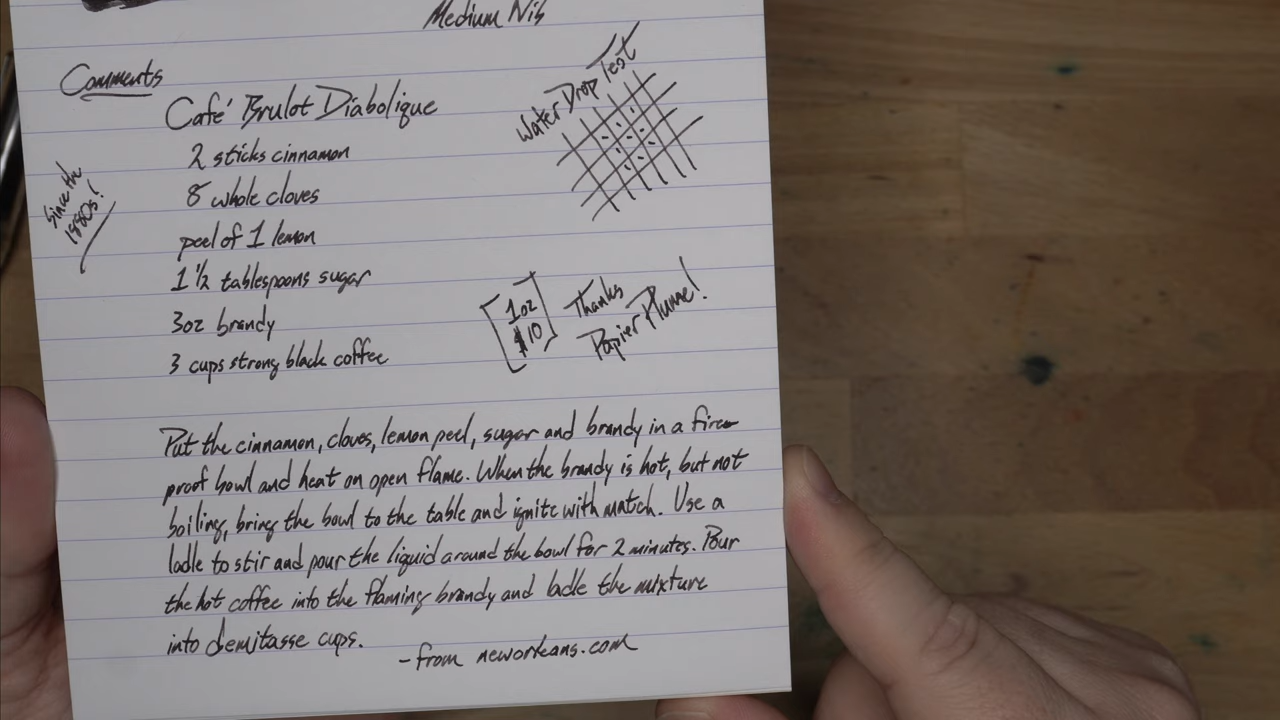 Medium Nib
Comments
Café Brulot Diabolique
2 sticks cinnamon
8 whole cloves
peel of 1 lemon
1 1/2 tablespoons sugar
3oz brandy
3 cups strong black coffee
Since the
1880s!
Water Drop Test
1oz
$10
Thanks
Papier Plume!
Put the cinnamon, cloves, lemon peel, sugar and brandy in a fire-
proof bowl and heat on open flame. When the brandy is hot, but not
boiling, bring the bowl to the table and ignite with match. Use a
ladle to stir and pour the liquid around the bowl for 2 minutes. Pour
the hot coffee into the flaming brandy and ladle the mixture
into demitasse cups.
-from neworleans.com